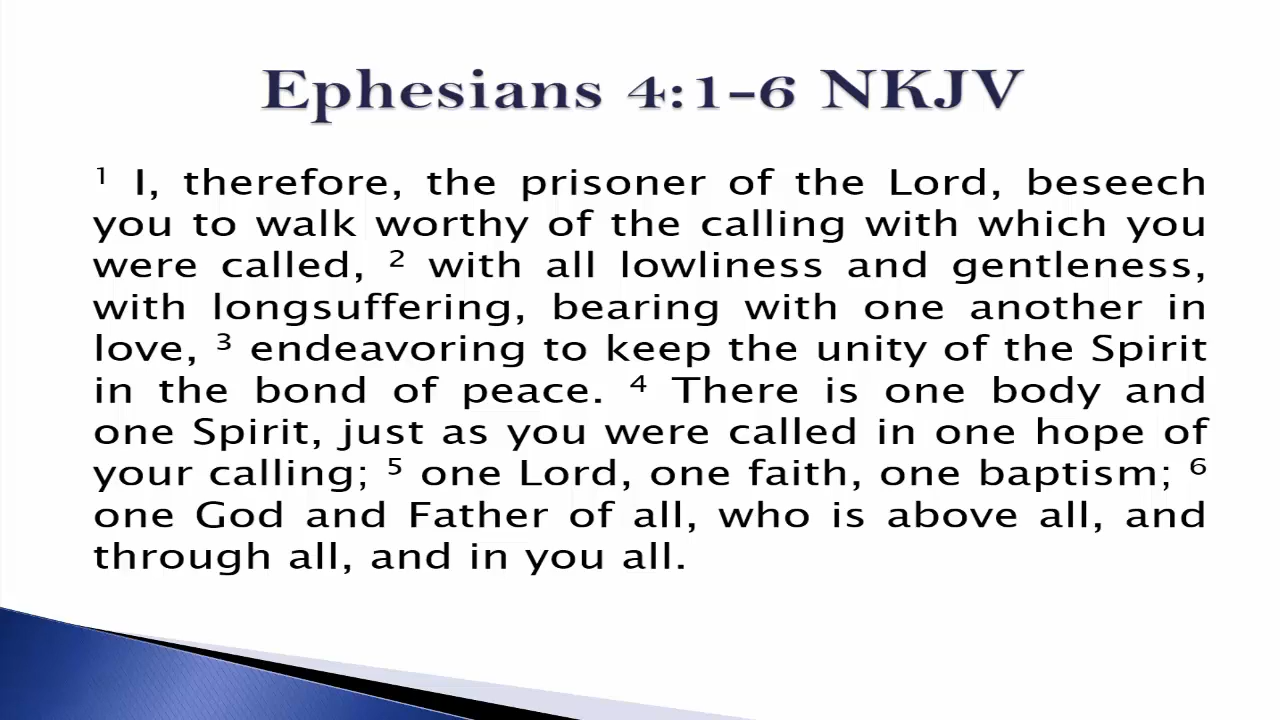 Ephesians 4:1-6 NKJV
1 I, therefore, the prisoner of the Lord, beseech
you to walk worthy of the calling with which you
were called, 2 with all lowliness and gentleness,
with longsuffering, bearing with one another in
love, 3 endeavoring to keep the unity of the Spirit
in the bond of peace. 4 There is one body and
one Spirit, just as you were called in one hope of
your calling; 5 one Lord, one faith, one baptism; 6
one God and Father of all, who is above all, and
through all, and in you all.